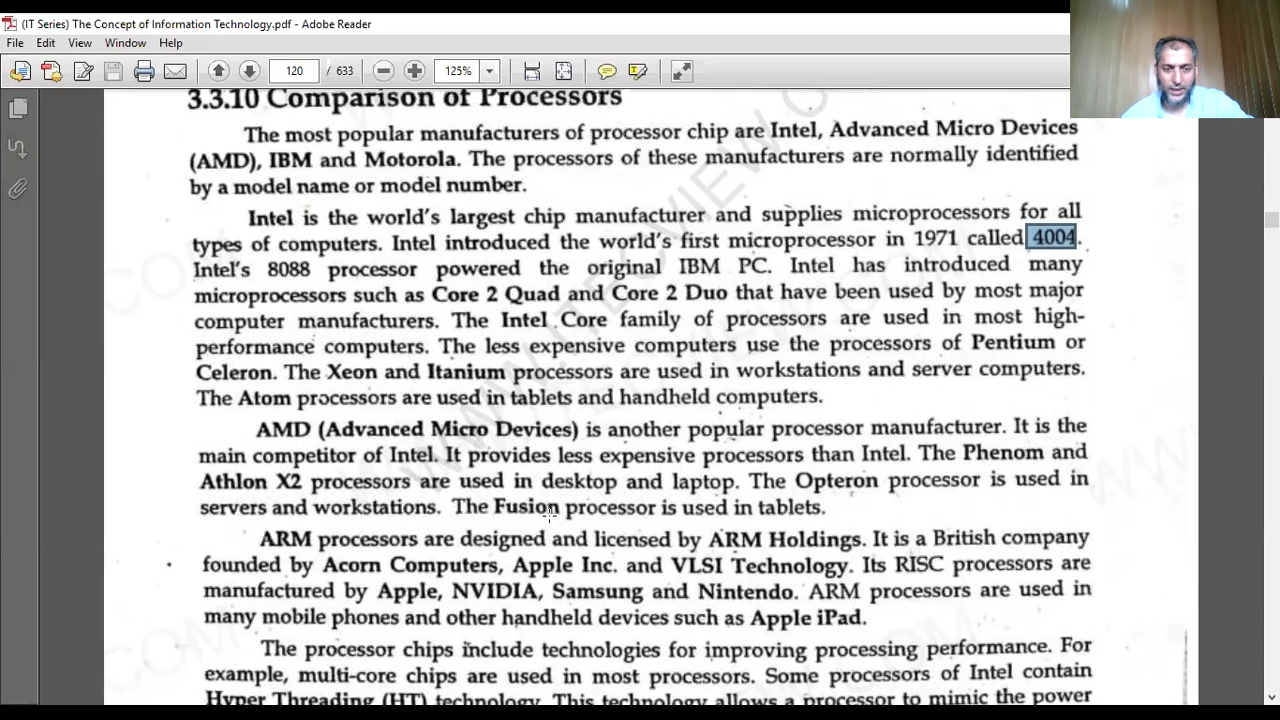 (IT Series) The Concept of Information Technology.pdf - Adobe Reader
File Edit View Window Help
120 / 633 125%
3.3.10 Comparison of Processors
The most popular manufacturers of processor chip are Intel, Advanced Micro Devices
(AMD), IBM and Motorola. The processors of these manufacturers are normally identified
by a model name or model number.
Intel is the world's largest chip manufacturer and supplies microprocessors for all
types of computers. Intel introduced the world's first microprocessor in 1971 called 4004.
Intel's 8088 processor powered the original IBM PC. Intel has introduced many
microprocessors such as Core 2 Quad and Core 2 Duo that have been used by most major
computer manufacturers. The Intel Core family of processors are used in most high-
performance computers. The less expensive computers use the processors of Pentium or
Celeron. The Xeon and Itanium processors are used in workstations and server computers.
The Atom processors are used in tablets and handheld computers.
AMD (Advanced Micro Devices) is another popular processor manufacturer. It is the
main competitor of Intel. It provides less expensive processors than Intel. The Phenom and
Athlon X2 processors are used in desktop and laptop. The Opteron processor is used in
servers and workstations. The Fusion processor is used in tablets.
ARM processors are designed and licensed by ARM Holdings. It is a British company
founded by Acorn Computers, Apple Inc. and VLSI Technology. Its RISC processors are
manufactured by Apple, NVIDIA, Samsung and Nintendo. ARM processors are used in
many mobile phones and other handheld devices such as Apple iPad.
The processor chips include technologies for improving processing performance. For
example, multi-core chips are used in most processors. Some processors of Intel contain
Hyper Threading (HT) technology. This technology allows a processor to mimic the power